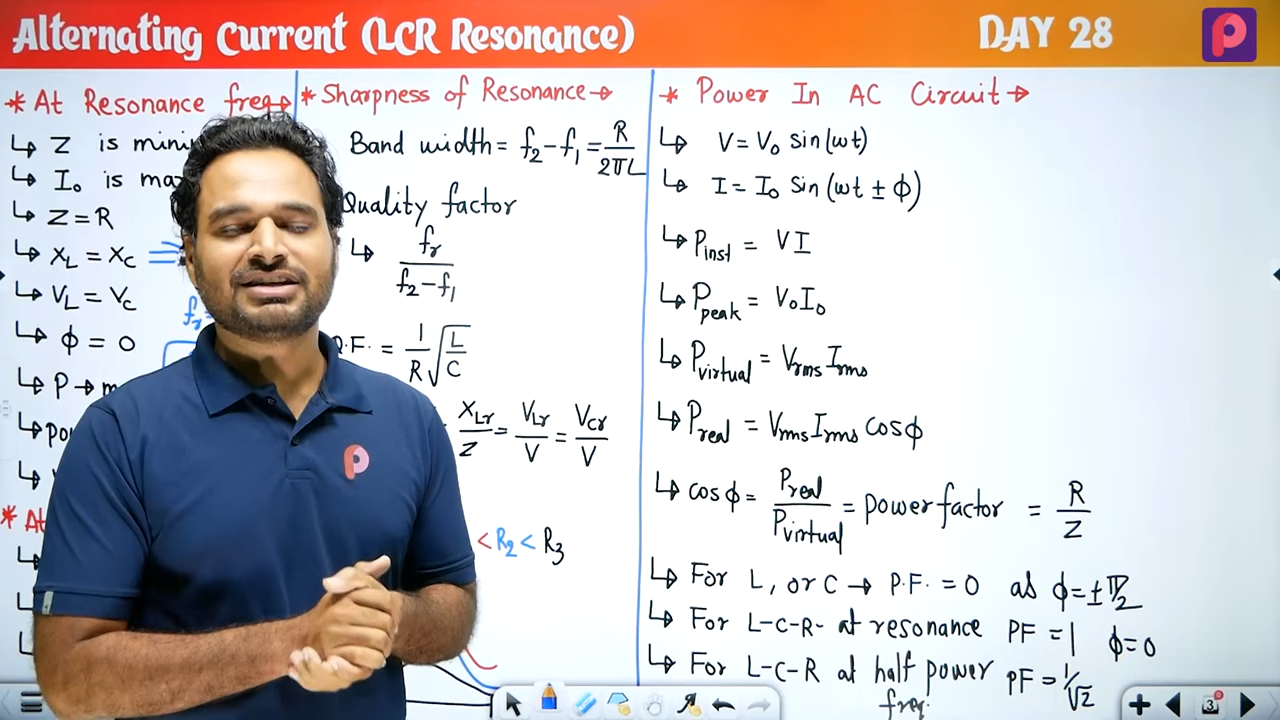 Alternating Current (LCR Resonance)
DAY 28
* At Resonance freq→
↳ Z is mini
↳ I₀ is ma
↳ Z = R
↳ X_L = X_C ⇒
↳ V_L = V_C
↳ ϕ = 0
↳ P → m
↳ po
* At
* Sharpness of Resonance→
Band width = f₂-f₁ = R/2πL
Quality factor
↳ f_r/(f₂-f₁)
Q.F. = 1/R √(L/C)
X_Lr/Z = V_Lr/V = V_Cr/V
< R₂ < R₃
* Power In AC Circuit→
↳ V = V₀ sin(ωt)
↳ I = I₀ Sin(ωt ± ϕ)
↳ P_inst = VI
↳ P_peak = V₀I₀
↳ P_virtual = V_rms I_rms
↳ P_real = V_rms I_rms cosϕ
↳ cosϕ = P_real/P_virtual = power factor = R/Z
↳ For L, or C → P.F. = 0 as ϕ=±π/2
↳ For L-C-R- at resonance PF = 1 ϕ=0
↳ For L-C-R at half power PF = 1/√2
freq.
3